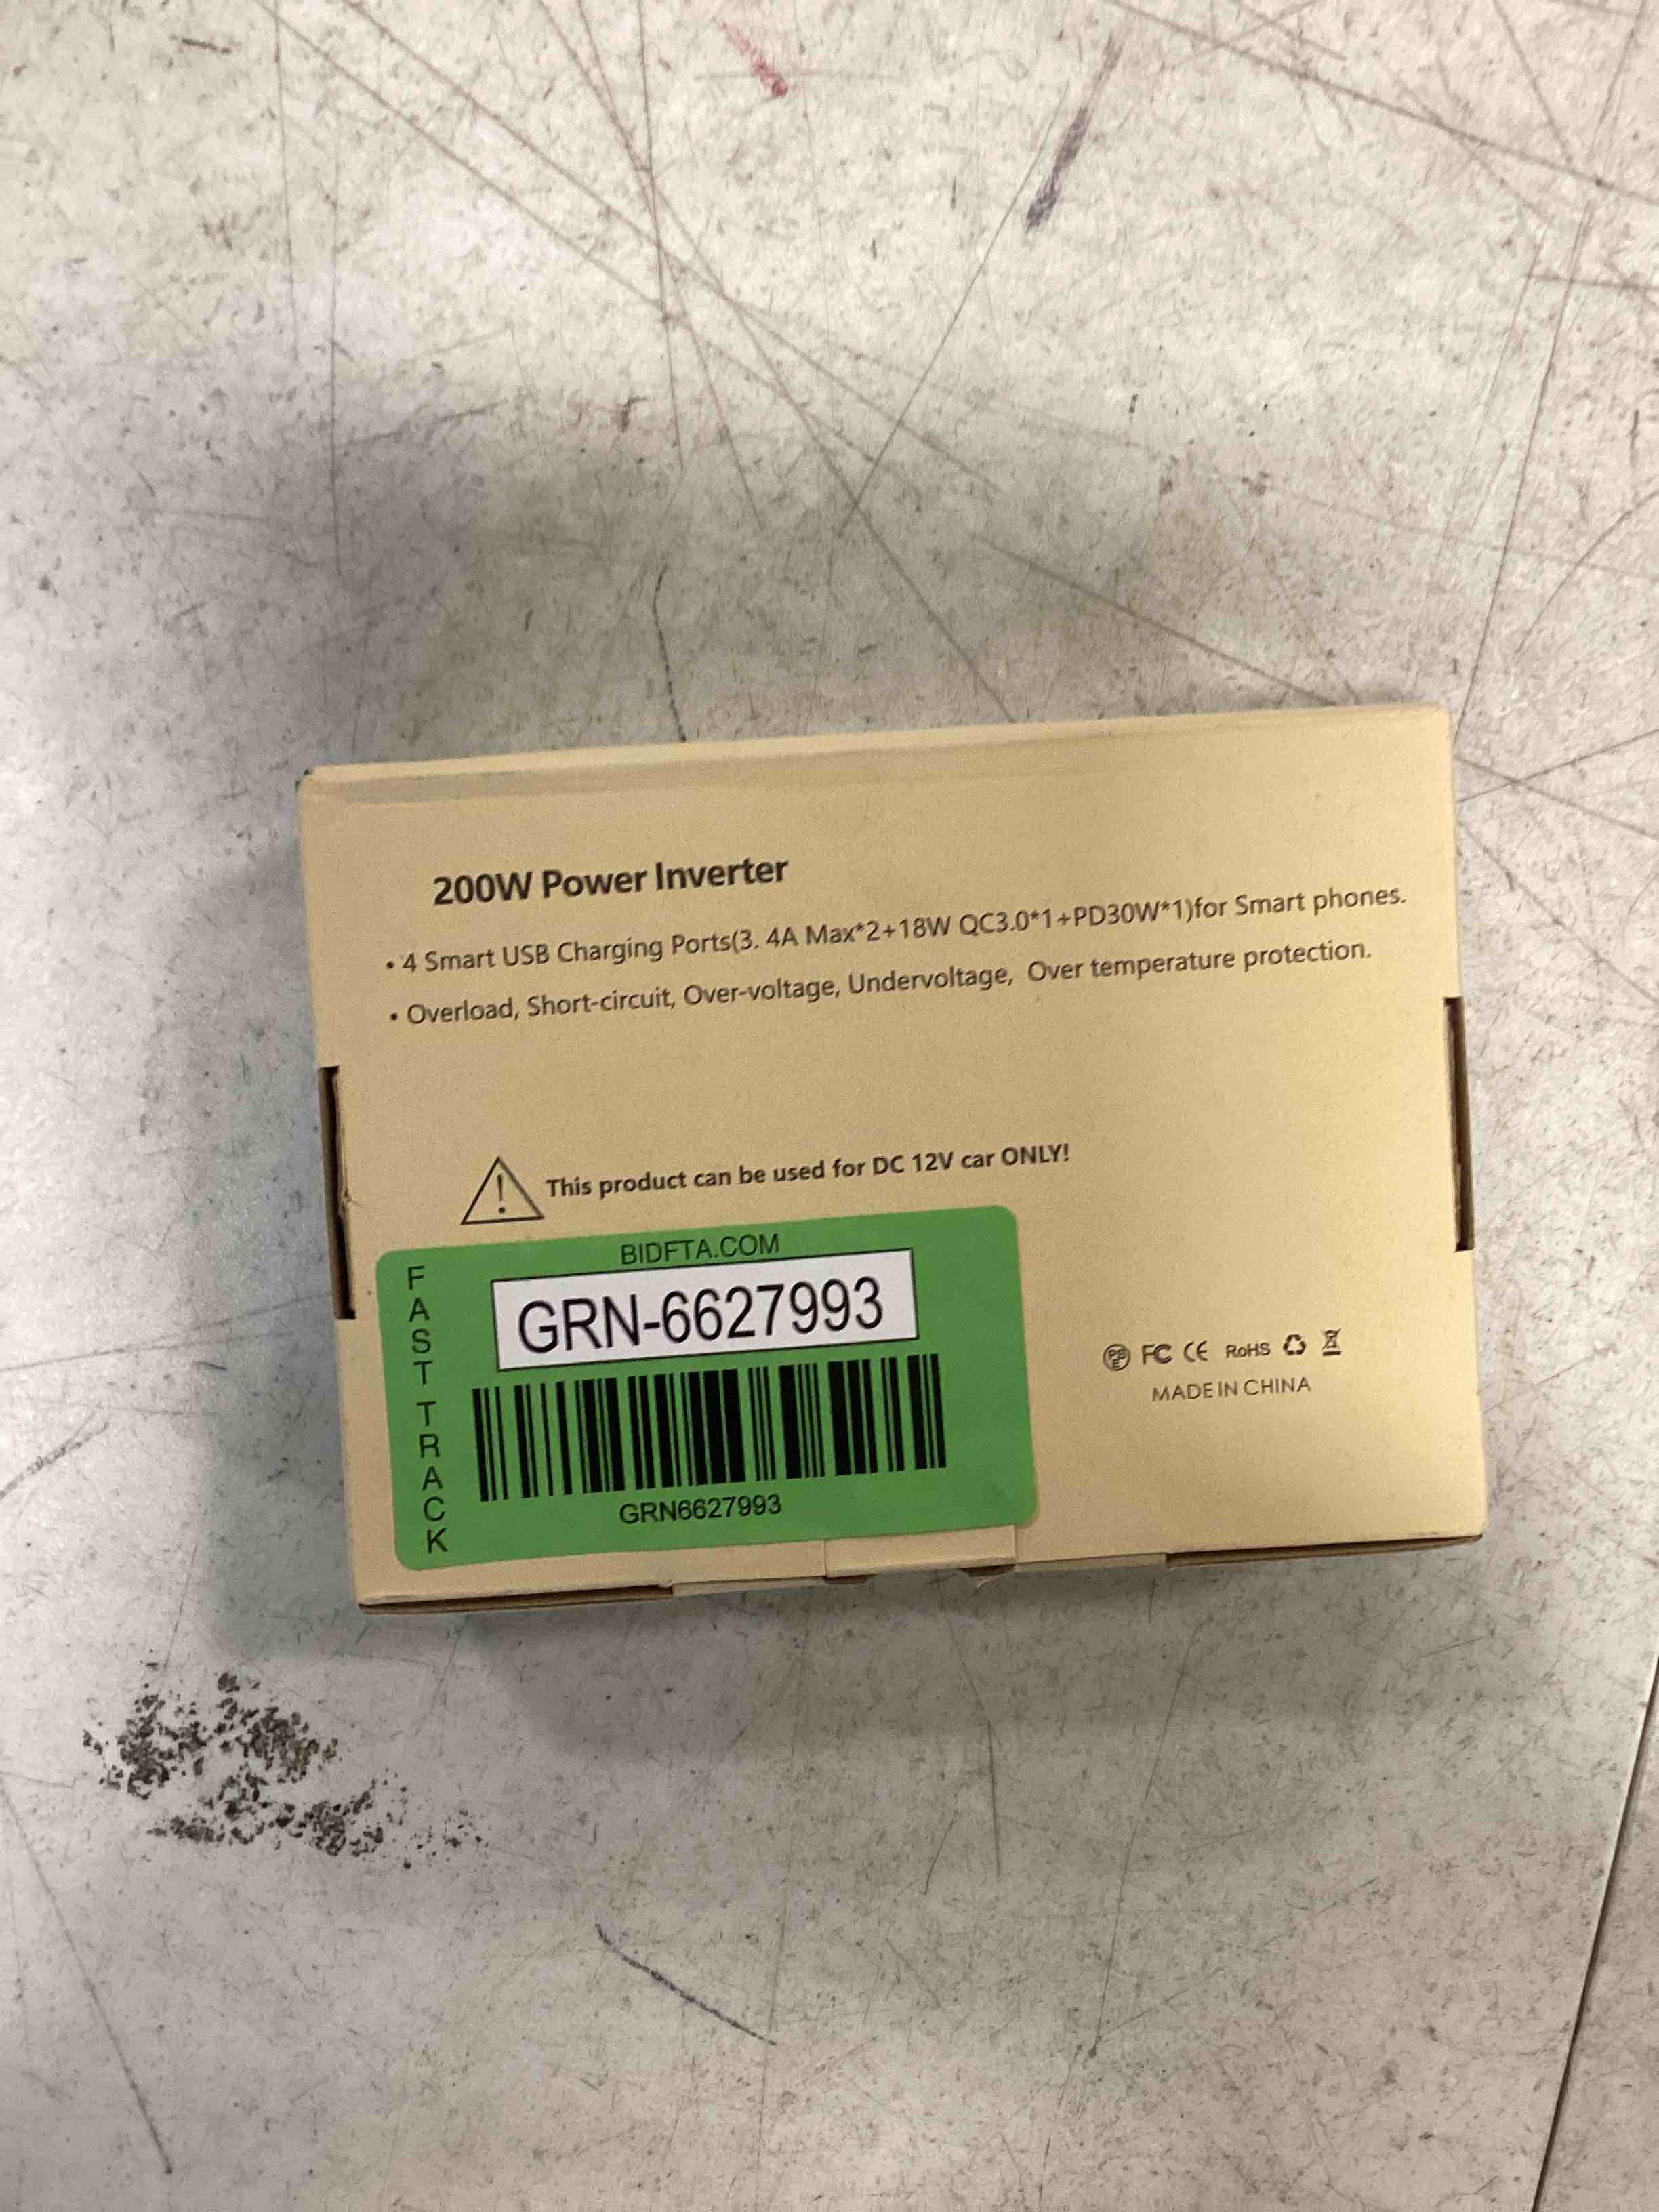 200W Power Inverter
• 4 Smart USB Charging Ports(3. 4A Max*2+18W QC3.0*1+PD30W*1)for Smart phones.
• Overload, Short-circuit, Over-voltage, Undervoltage, Over temperature protection.
This product can be used for DC 12V car ONLY!
BIDFTA.COM
FAST TRACK
GRN-6627993
GRN6627993
PSE FC CE RoHS
MADE IN CHINA